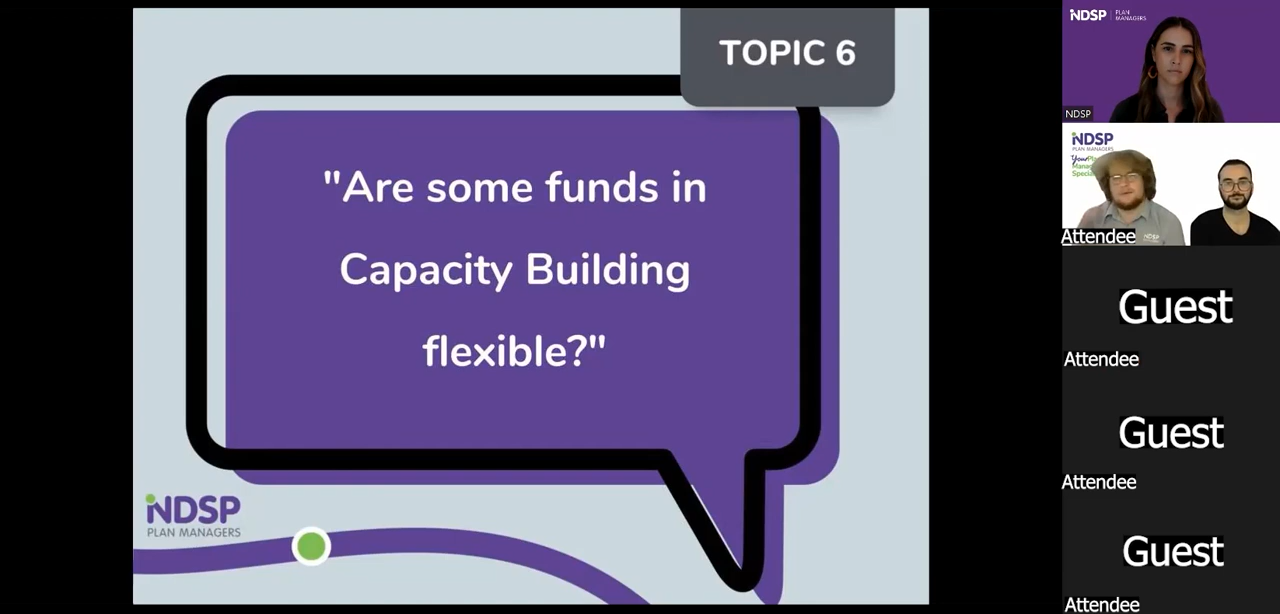 TOPIC 6
"Are some funds in
Capacity Building
flexible?"
NDSP
PLAN MANAGERS
NDSP
PLAN
MANAGERS
NDSP
NDSP
PLAN MANAGERS
Attendee
NDSP
Guest
Attendee
Guest
Attendee
Guest
Attendee